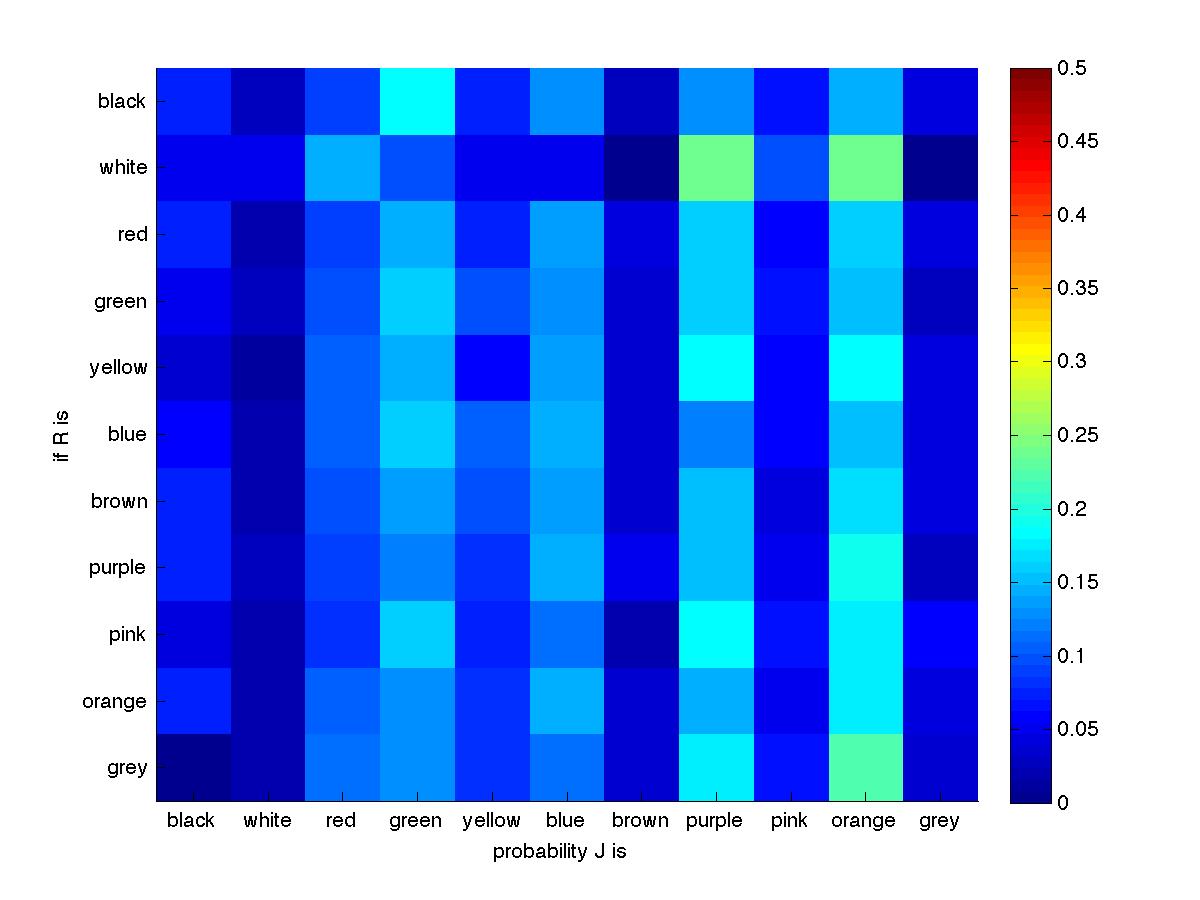 black
white
red
green
yellow
blue
brown
purple
pink
orange
grey
if R is
black white red green yellow blue brown purple pink orange grey
probability J is
0.5
0.45
0.4
0.35
0.3
0.25
0.2
0.15
0.1
0.05
0